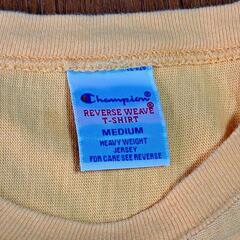 Champion
REVERSE WEAVE
T-SHIRT
MEDIUM
HEAVY WEIGHT
JERSEY
FOR CARE SEE REVERSE